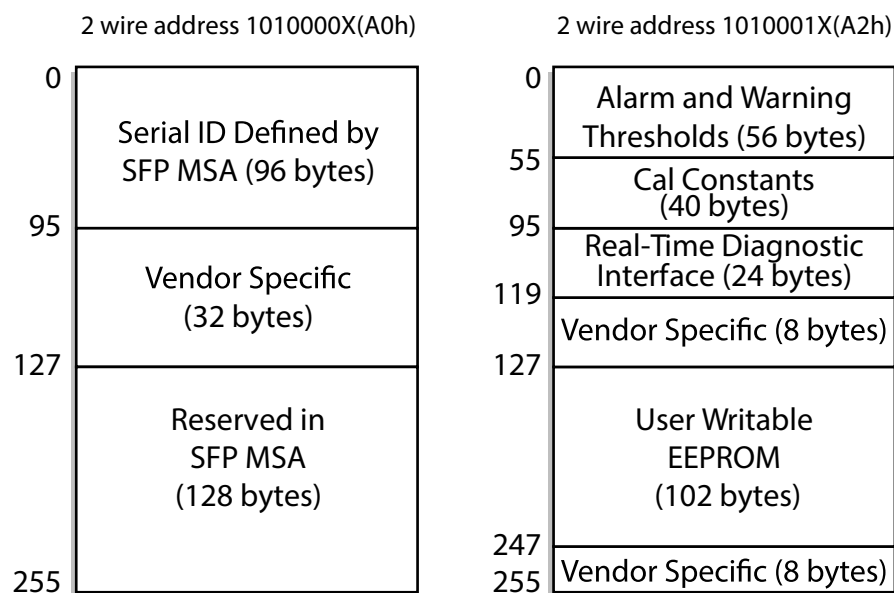 2 wire address 1010000X(A0h)
0
Serial ID Defined by
SFP MSA (96 bytes)
95
Vendor Specific
(32 bytes)
127
Reserved in
SFP MSA
(128 bytes)
255
2 wire address 1010001X(A2h)
0
Alarm and Warning
Thresholds (56 bytes)
55
Cal Constants
(40 bytes)
95
Real-Time Diagnostic
Interface (24 bytes)
119
Vendor Specific (8 bytes)
127
User Writable
EEPROM
(102 bytes)
247
Vendor Specific (8 bytes)
255